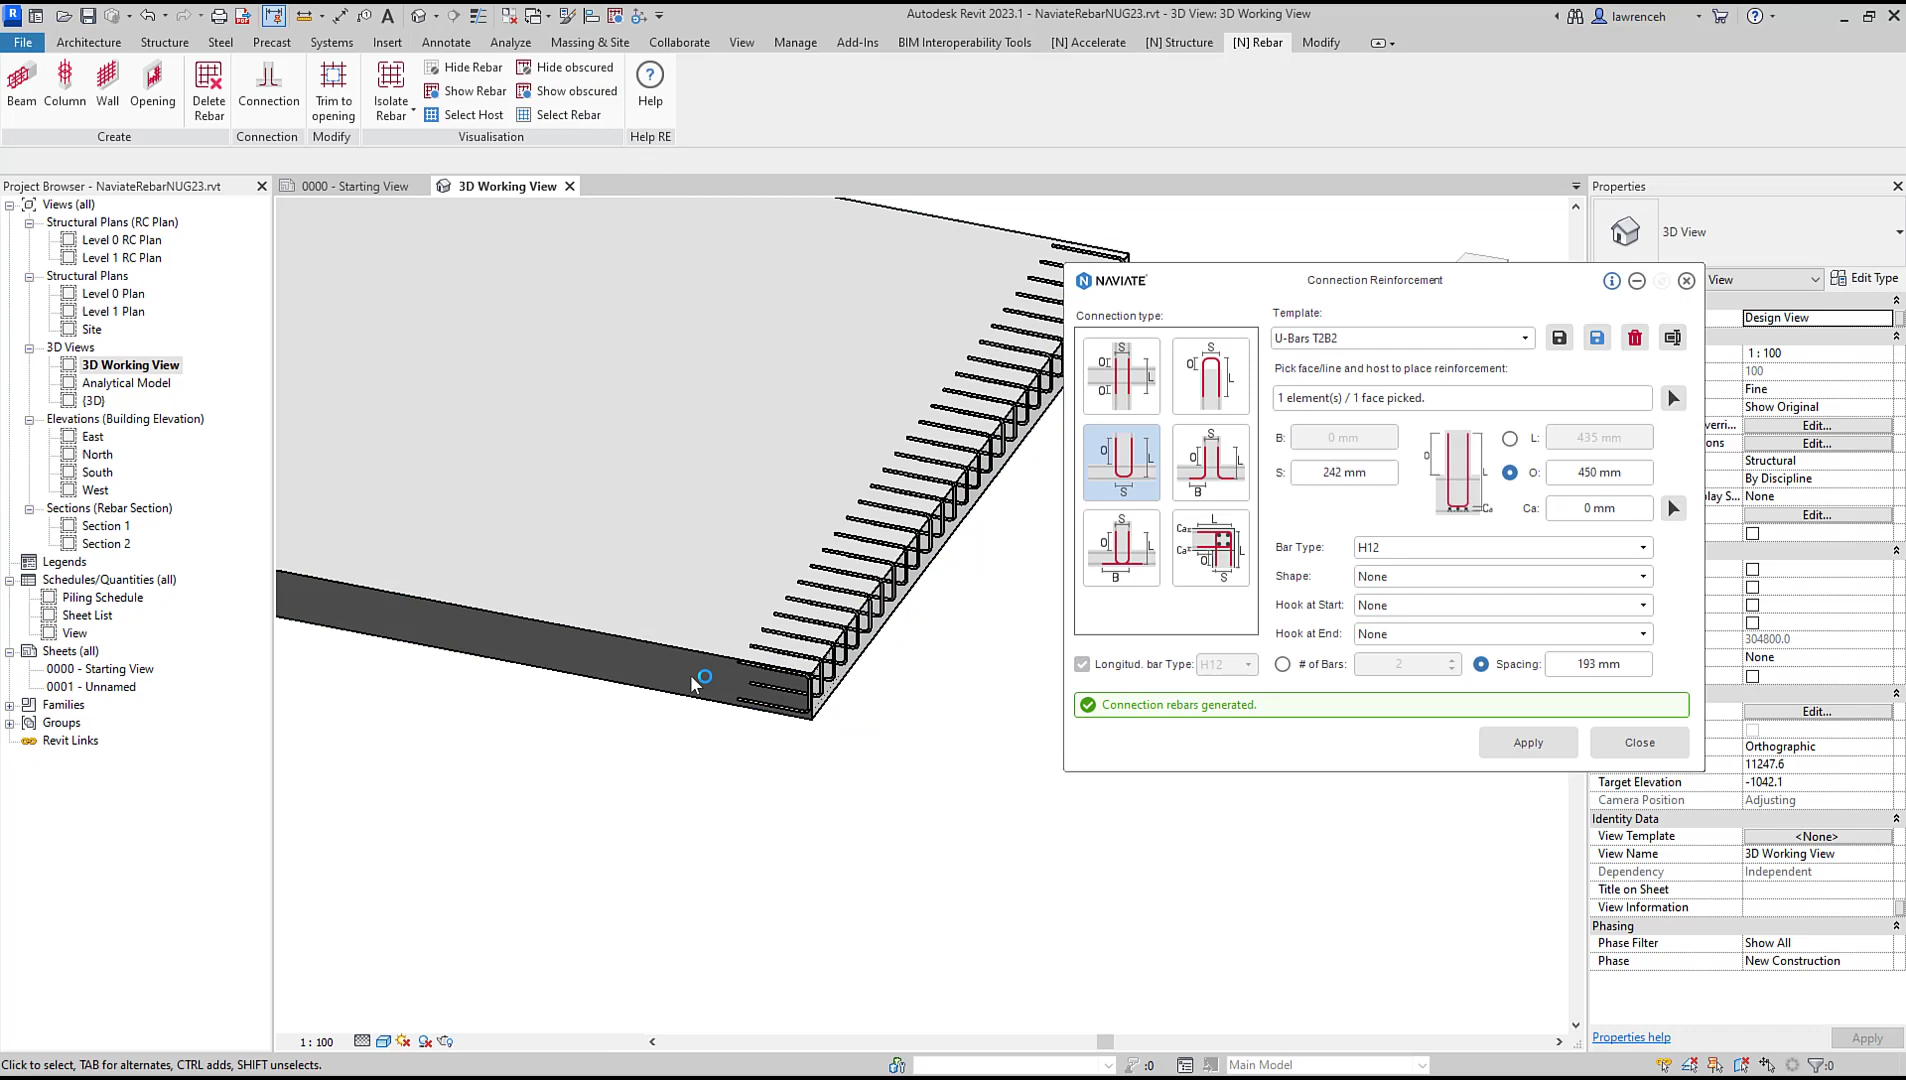 Autodesk Revit 2023.1 - NaviateRebarNUG23.rvt - 3D View: 3D Working View
lawrenceh
File
Architecture
Structure
Steel
Precast
Systems
Insert
Annotate
Analyze
Massing & Site
Collaborate
View
Manage
Add-Ins
BIM Interoperability Tools
[N] Accelerate
[N] Structure
[N] Rebar
Modify
Beam
Column
Wall
Opening
Delete
Rebar
Connection
Trim to
opening
Isolate
Rebar
Hide Rebar
Show Rebar
Select Host
Hide obscured
Show obscured
Select Rebar
Help
Create
Connection
Modify
Visualisation
Help RE
Project Browser - NaviateRebarNUG23.rvt
Views (all)
Structural Plans (RC Plan)
Level 0 RC Plan
Level 1 RC Plan
Structural Plans
Level 0 Plan
Level 1 Plan
Site
3D Views
3D Working View
Analytical Model
{3D}
Elevations (Building Elevation)
East
North
South
West
Sections (Rebar Section)
Section 1
Section 2
Legends
Schedules/Quantities (all)
Piling Schedule
Sheet List
View
Sheets (all)
0000 - Starting View
0001 - Unnamed
Families
Groups
Revit Links
0000 - Starting View
3D Working View
NAVIATE
Connection Reinforcement
Connection type:
S
O
L
O
S
O
L
O
L
S
S
O
L
B
S
O
L
B
L
Ca
Ca
O
L
S
Template:
U-Bars T2B2
Pick face/line and host to place reinforcement:
1 element(s) / 1 face picked.
B:
0 mm
S:
242 mm
O
L
Ca
L:
435 mm
O:
450 mm
Ca:
0 mm
Bar Type:
H12
Shape:
None
Hook at Start:
None
Hook at End:
None
Longitud. bar Type:
H12
# of Bars:
2
Spacing:
193 mm
Connection rebars generated.
Apply
Close
Properties
3D View
View
Edit Type
Design View
1 : 100
100
Fine
Show Original
verri...
Edit...
ons
Edit...
Structural
By Discipline
play S...
None
Edit...
304800.0
None
Edit...
Orthographic
11247.6
Target Elevation
-1042.1
Camera Position
Adjusting
Identity Data
View Template
<None>
View Name
3D Working View
Dependency
Independent
Title on Sheet
View Information
Phasing
Phase Filter
Show All
Phase
New Construction
Properties help
Apply
1 : 100
Click to select, TAB for alternates, CTRL adds, SHIFT unselects.
:0
Main Model
:0